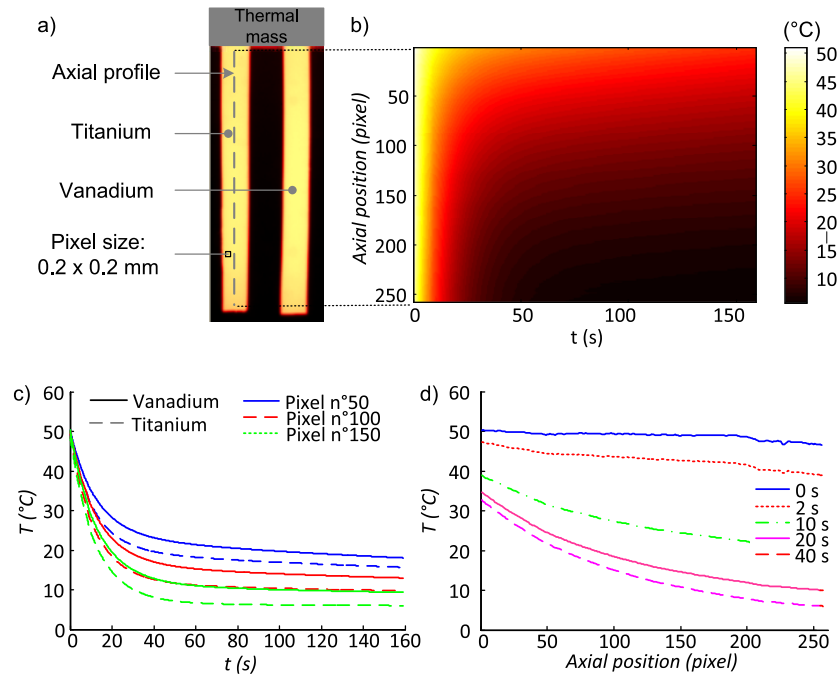 a)
Thermal
mass
Axial profile
Titanium
Vanadium
Pixel size:
0.2 x 0.2 mm
b)
(°C)
50
100
150
200
250
Axial position (pixel)
0
50
100
150
t (s)
50
45
40
35
30
25
20
15
10
c)
60
50
40
30
20
10
0
T (°C)
0
20
40
60
80
100
120
140
160
t (s)
Vanadium
Titanium
Pixel n°50
Pixel n°100
Pixel n°150
d)
60
50
40
30
20
10
0
T (°C)
0
50
100
150
200
250
Axial position (pixel)
0 s
2 s
10 s
20 s
40 s